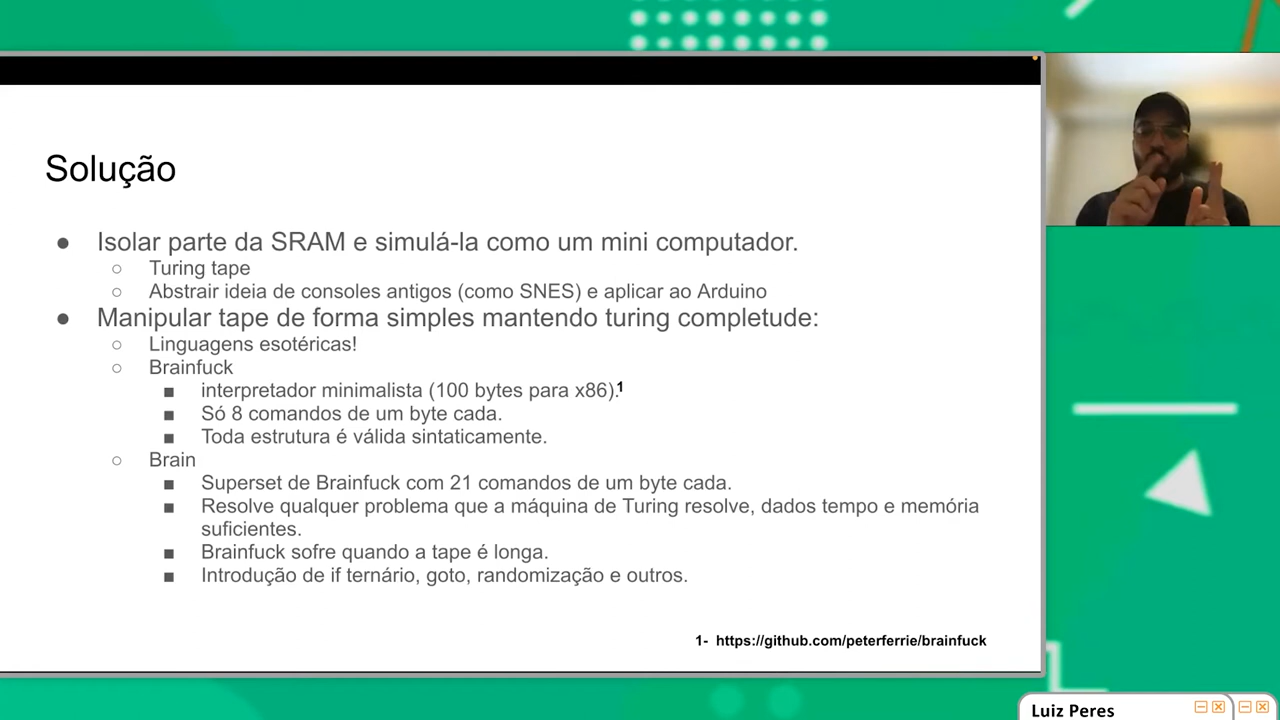 Solução
● Isolar parte da SRAM e simulá-la como um mini computador.
○ Turing tape
○ Abstrair ideia de consoles antigos (como SNES) e aplicar ao Arduino
● Manipular tape de forma simples mantendo turing completude:
○ Linguagens esotéricas!
○ Brainfuck
■ interpretador minimalista (100 bytes para x86).¹
■ Só 8 comandos de um byte cada.
■ Toda estrutura é válida sintaticamente.
○ Brain
■ Superset de Brainfuck com 21 comandos de um byte cada.
■ Resolve qualquer problema que a máquina de Turing resolve, dados tempo e memória
suficientes.
■ Brainfuck sofre quando a tape é longa.
■ Introdução de if ternário, goto, randomização e outros.
1- https://github.com/peterferrie/brainfuck
Luiz Peres